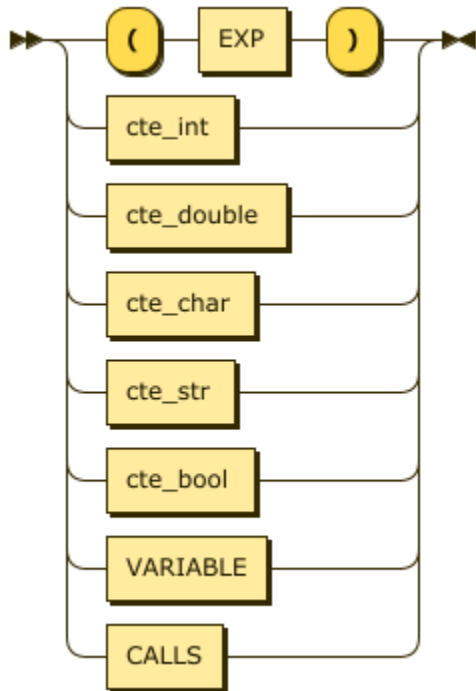 ( EXP )
cte_int
cte_double
cte_char
cte_str
cte_bool
VARIABLE
CALLS